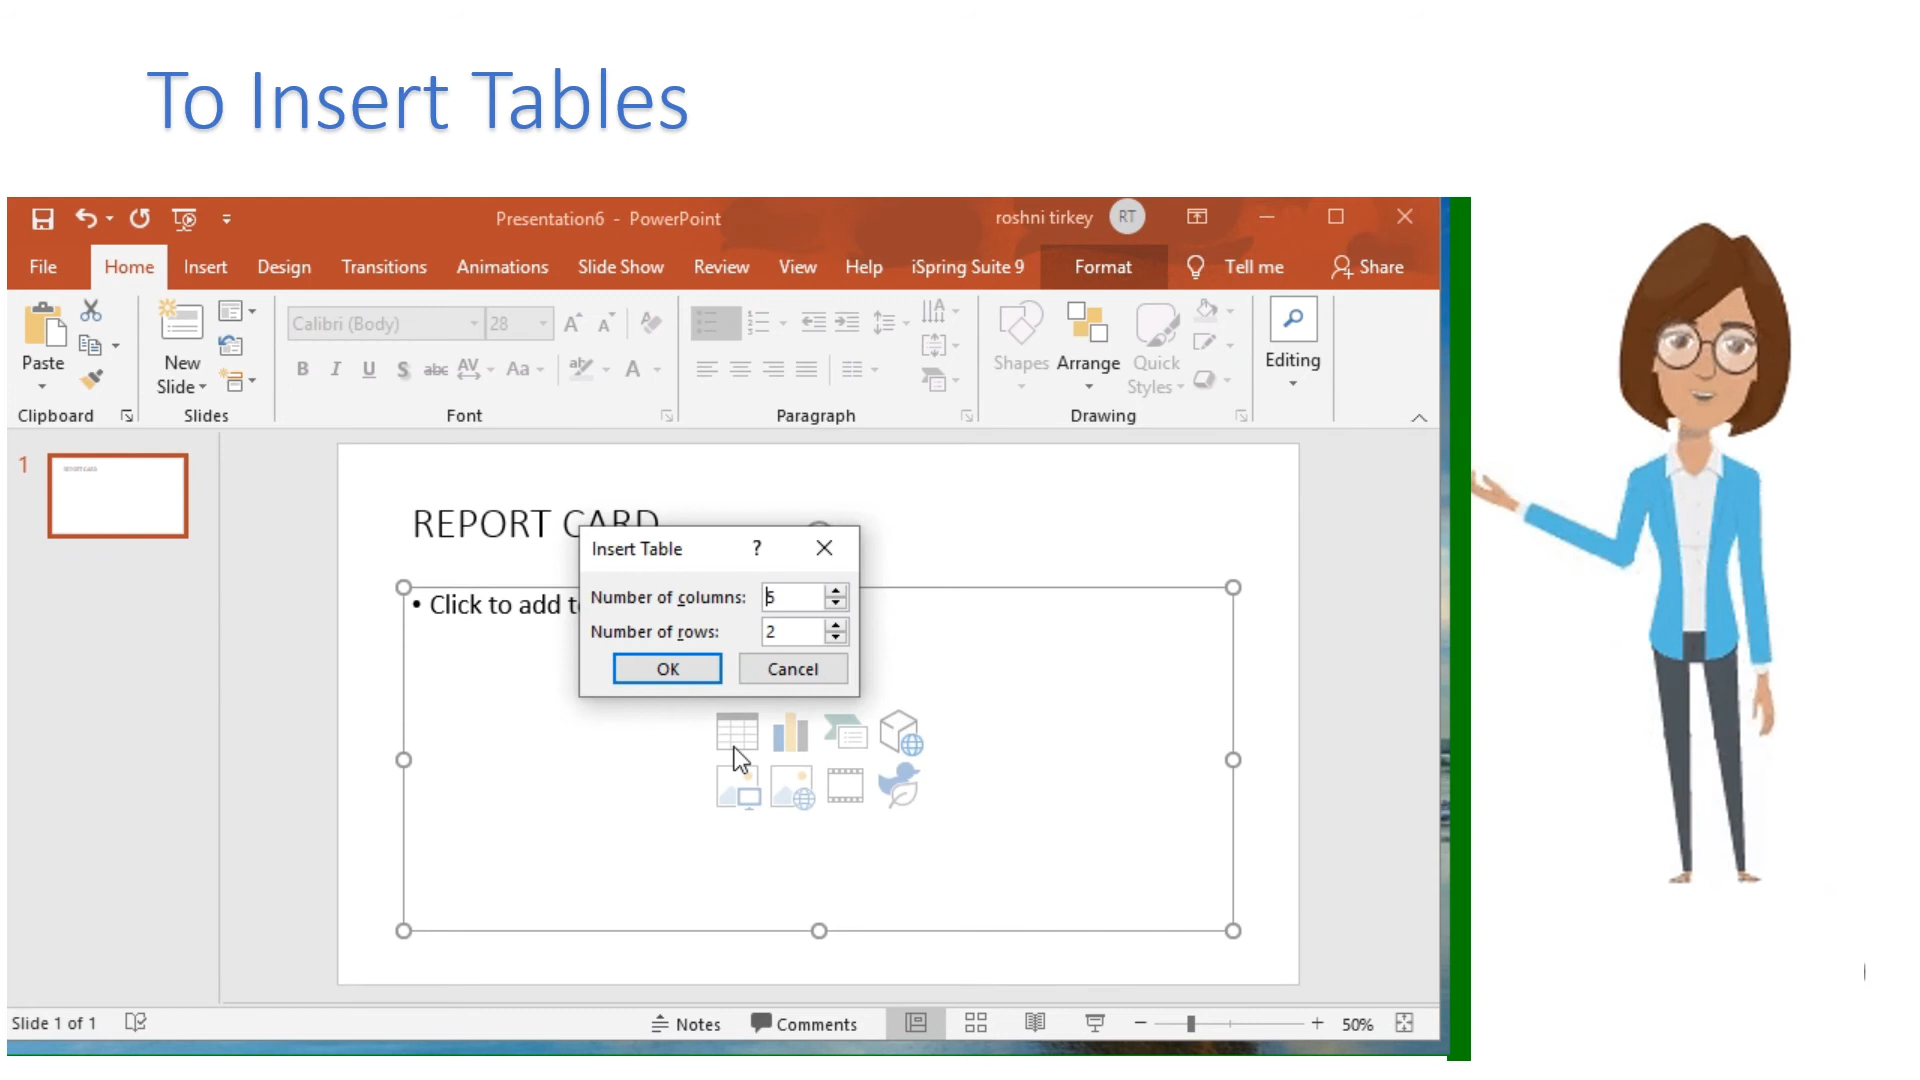 To Insert Tables
Presentation6 - PowerPoint
roshni tirkey RT
File Home Insert Design Transitions Animations Slide Show Review View Help iSpring Suite 9 Format Tell me Share
Calibri (Body) 28
B I U S abc AV Aa A
Paste
New Slide
Shapes Arrange Quick Styles
Editing
Clipboard Slides Font Paragraph Drawing
1
REPORT CARD
Insert Table ?
• Click to add
Number of columns: 5
Number of rows: 2
OK Cancel
Slide 1 of 1 Notes Comments 50%